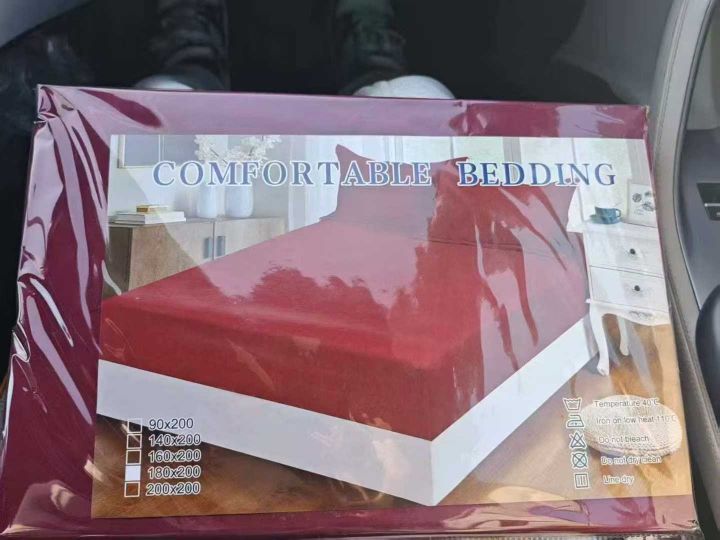 COMFORTABLE BEDDING
90x200
140x200
160x200
180x200
200x200
Temperature 40℃
Iron on low heat 110℃
Do not bleach
Do not dry clean
Line dry